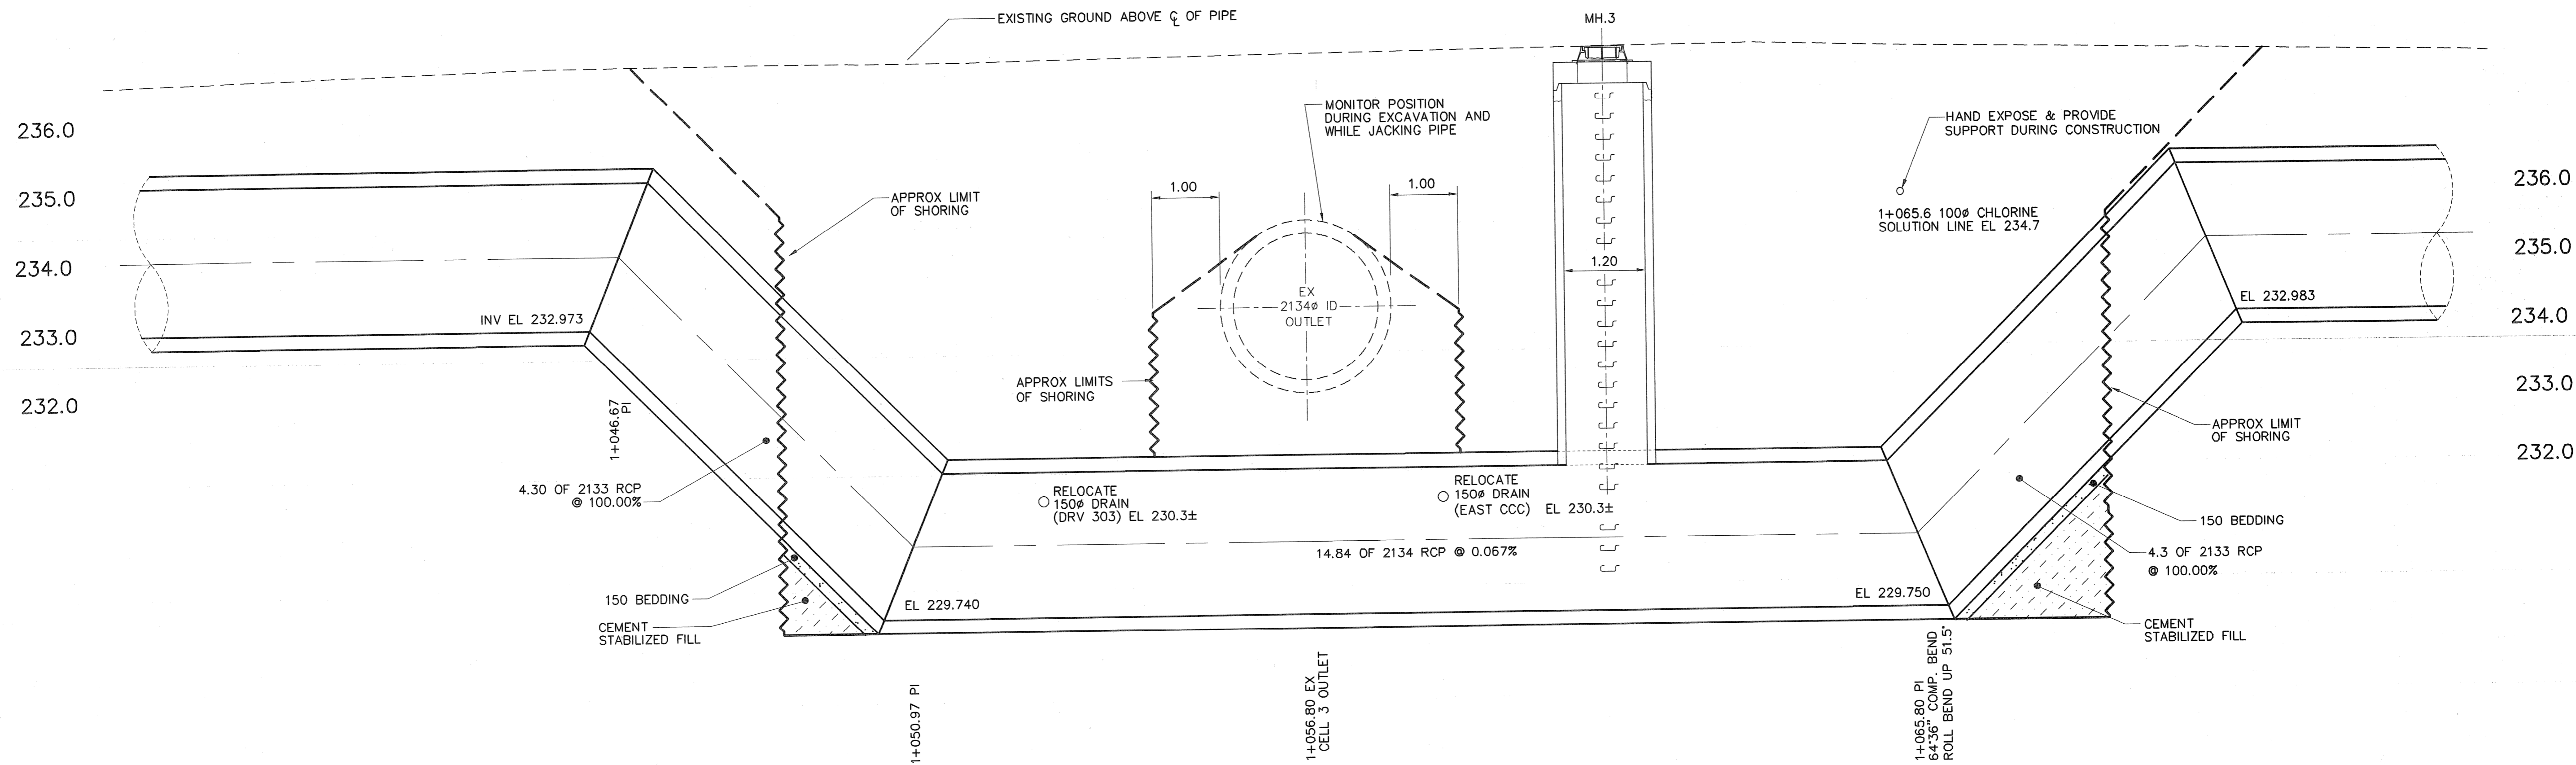 EXISTING GROUND ABOVE ℄ OF PIPE
MH.3
MONITOR POSITION
DURING EXCAVATION AND
WHILE JACKING PIPE
HAND EXPOSE & PROVIDE
SUPPORT DURING CONSTRUCTION
236.0
235.0
234.0
233.0
232.0
236.0
235.0
234.0
233.0
232.0
APPROX LIMIT
OF SHORING
1.00
1.00
1+065.6 100ø CHLORINE
SOLUTION LINE EL 234.7
1.20
EX
2134ø ID
OUTLET
INV EL 232.973
EL 232.983
APPROX LIMITS
OF SHORING
1+046.67
PI
APPROX LIMIT
OF SHORING
4.30 OF 2133 RCP
@ 100.00%
RELOCATE
150ø DRAIN
(DRV 303) EL 230.3±
RELOCATE
150ø DRAIN
(EAST CCC) EL 230.3±
14.84 OF 2134 RCP @ 0.067%
150 BEDDING
4.3 OF 2133 RCP
@ 100.00%
150 BEDDING
EL 229.740
EL 229.750
CEMENT
STABILIZED FILL
CEMENT
STABILIZED FILL
1+050.97 PI
1+056.80 EX
CELL 3 OUTLET
1+065.80 PI
64°36" COMP. BEND
ROLL BEND UP 51.5°